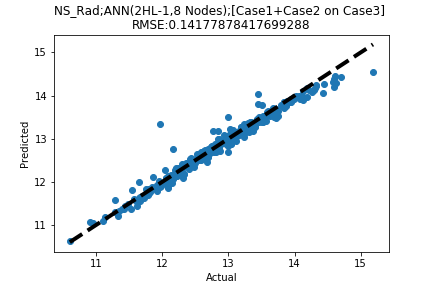 NS_Rad;ANN(2HL-1,8 Nodes);[Case1+Case2 on Case3]
RMSE:0.14177878417699288
15
14
13
12
11
Predicted
11 12 13 14 15
Actual